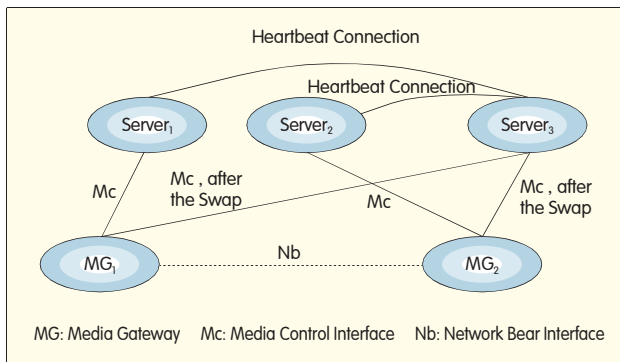 Heartbeat Connection
Heartbeat Connection
Server₁
Server₂
Server₃
Mc
Mc , after
the Swap
Mc
Mc , after
the Swap
MG₁
Nb
MG₂
MG: Media Gateway Mc: Media Control Interface Nb: Network Bear Interface